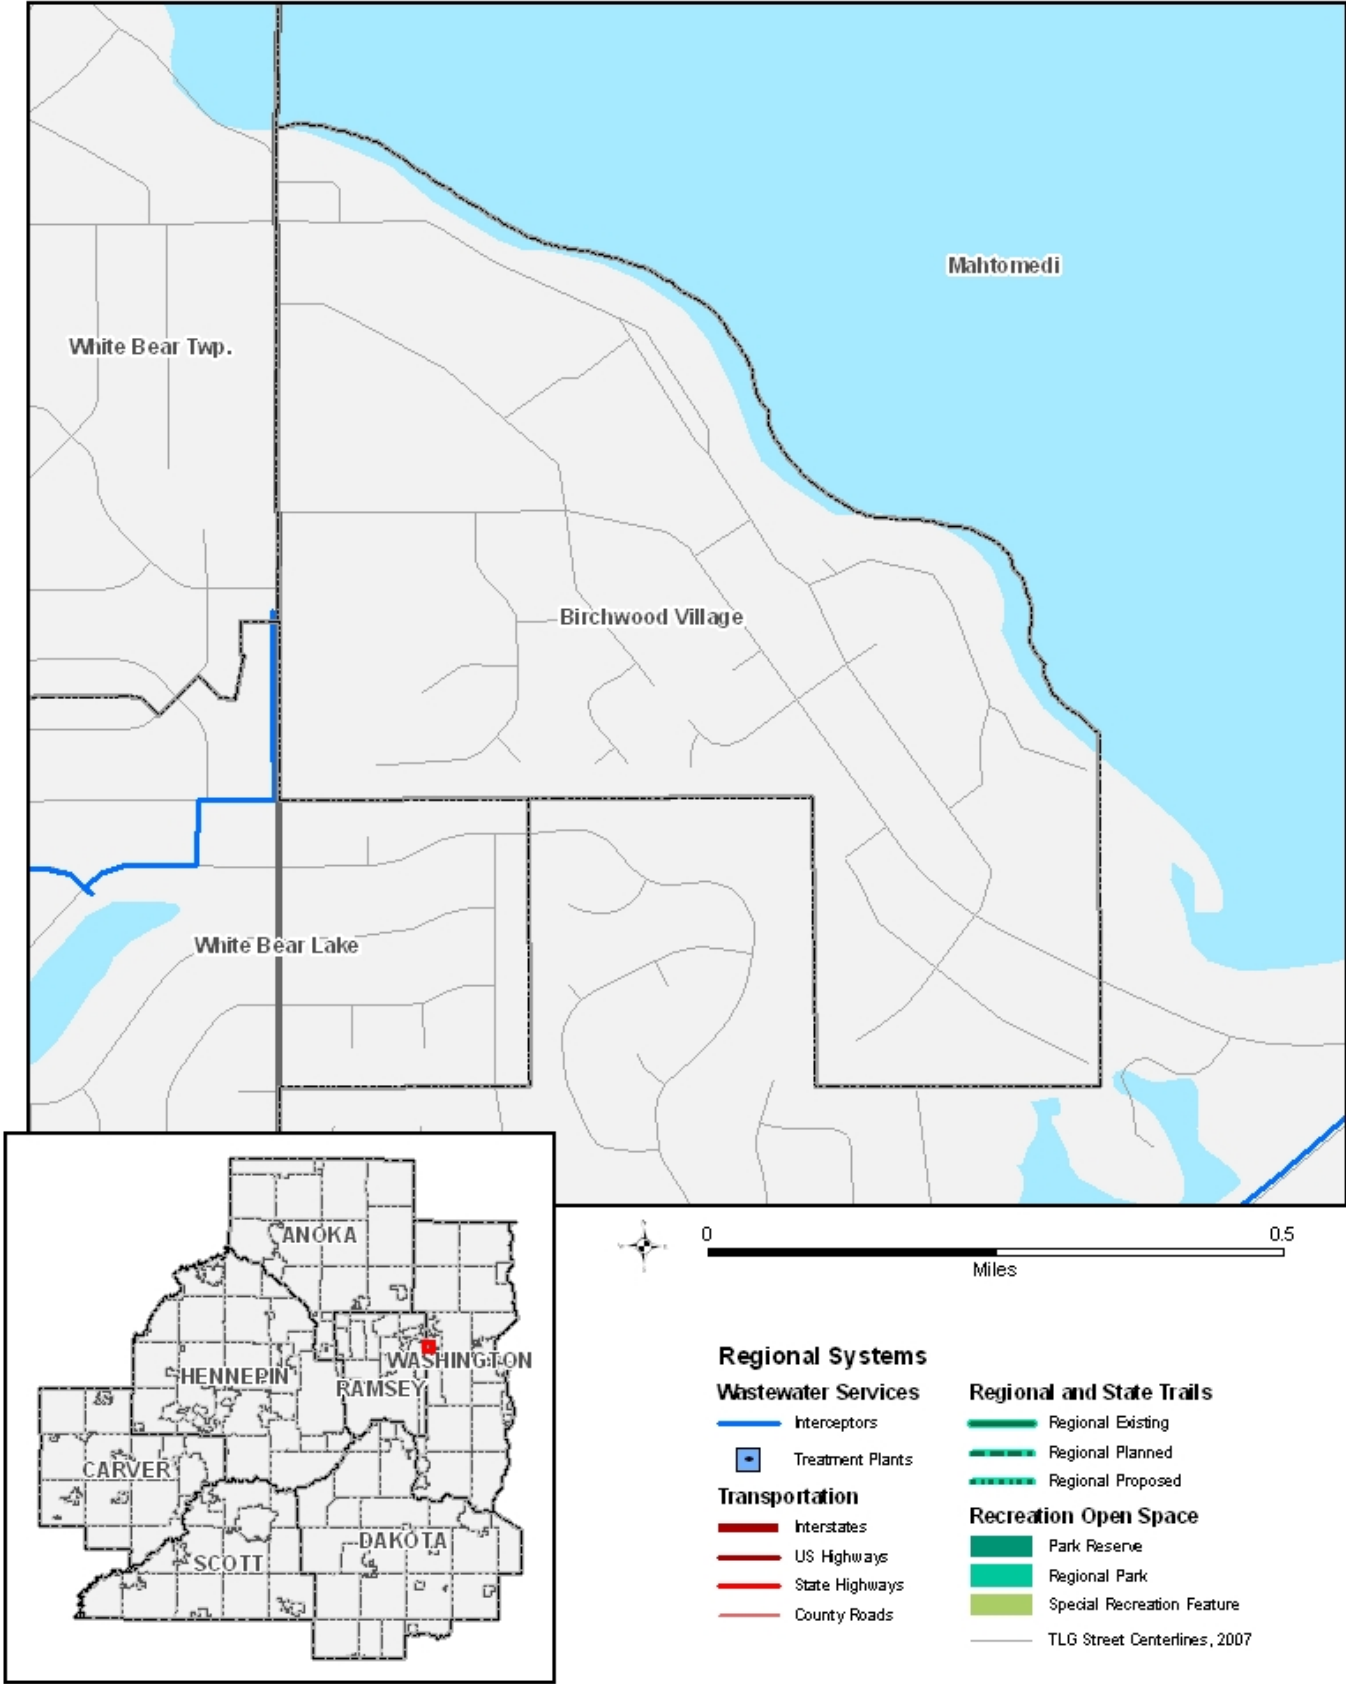 Mahtomedi
White Bear Twp.
Birchwood Village
White Bear Lake
ANOKA
HENNEPIN
WASHINGTON
RAMSEY
CARVER
SCOTT
DAKOTA
0 0.5
Miles
Regional Systems
Wastewater Services
Interceptors
Treatment Plants
Transportation
Interstates
US Highways
State Highways
County Roads
Regional and State Trails
Regional Existing
Regional Planned
Regional Proposed
Recreation Open Space
Park Reserve
Regional Park
Special Recreation Feature
TLG Street Centerlines, 2007